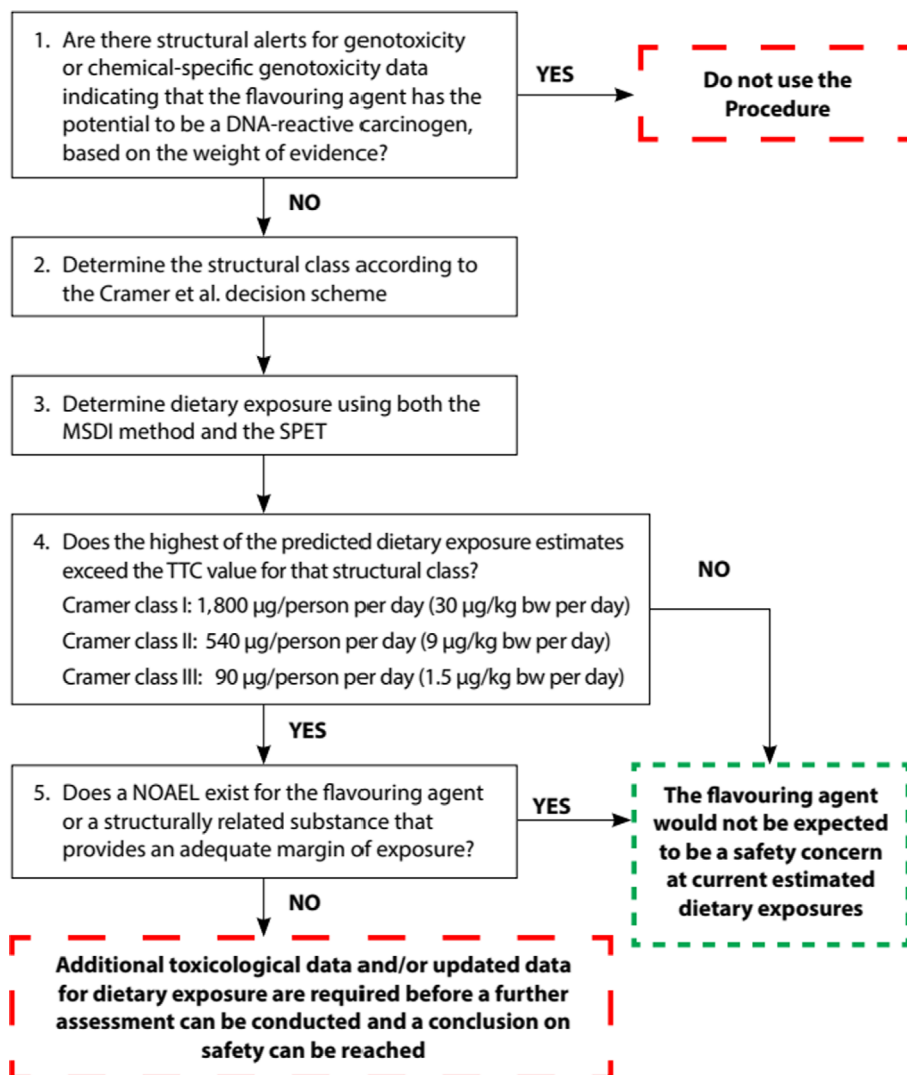 1. Are there structural alerts for genotoxicity
or chemical-specific genotoxicity data
indicating that the flavouring agent has the
potential to be a DNA-reactive carcinogen,
based on the weight of evidence?
YES
Do not use the
Procedure
NO
2. Determine the structural class according to
the Cramer et al. decision scheme
3. Determine dietary exposure using both the
MSDI method and the SPET
4. Does the highest of the predicted dietary exposure estimates
exceed the TTC value for that structural class?
Cramer class I: 1,800 µg/person per day (30 µg/kg bw per day)
Cramer class II: 540 µg/person per day (9 µg/kg bw per day)
Cramer class III: 90 µg/person per day (1.5 µg/kg bw per day)
NO
YES
5. Does a NOAEL exist for the flavouring agent
or a structurally related substance that
provides an adequate margin of exposure?
YES
The flavouring agent
would not be expected
to be a safety concern
at current estimated
dietary exposures
NO
Additional toxicological data and/or updated data
for dietary exposure are required before a further
assessment can be conducted and a conclusion on
safety can be reached